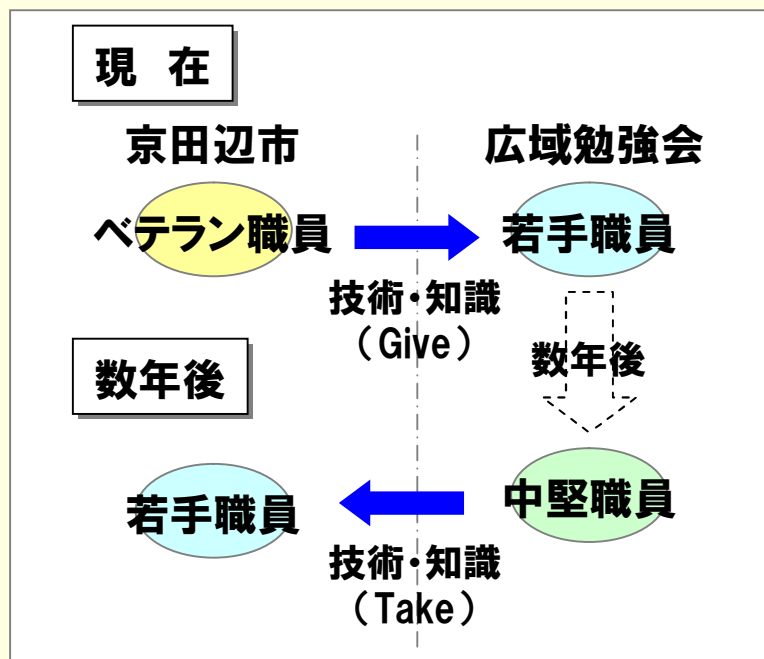 現 在
京田辺市
広域勉強会
ベテラン職員
若手職員
技術・知識
（Give）
数年後
数年後
若手職員
中堅職員
技術・知識
（Take）